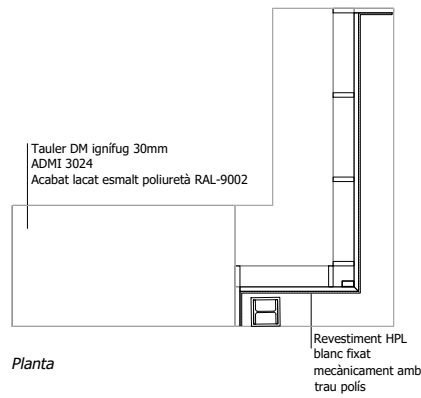 Tauler DM ignífug 30mm
ADMI 3024
Acabat lacat esmalt poliuretà RAL-9002
Revestiment HPL
blanc fixat
mecànicament amb
trau polís
Planta